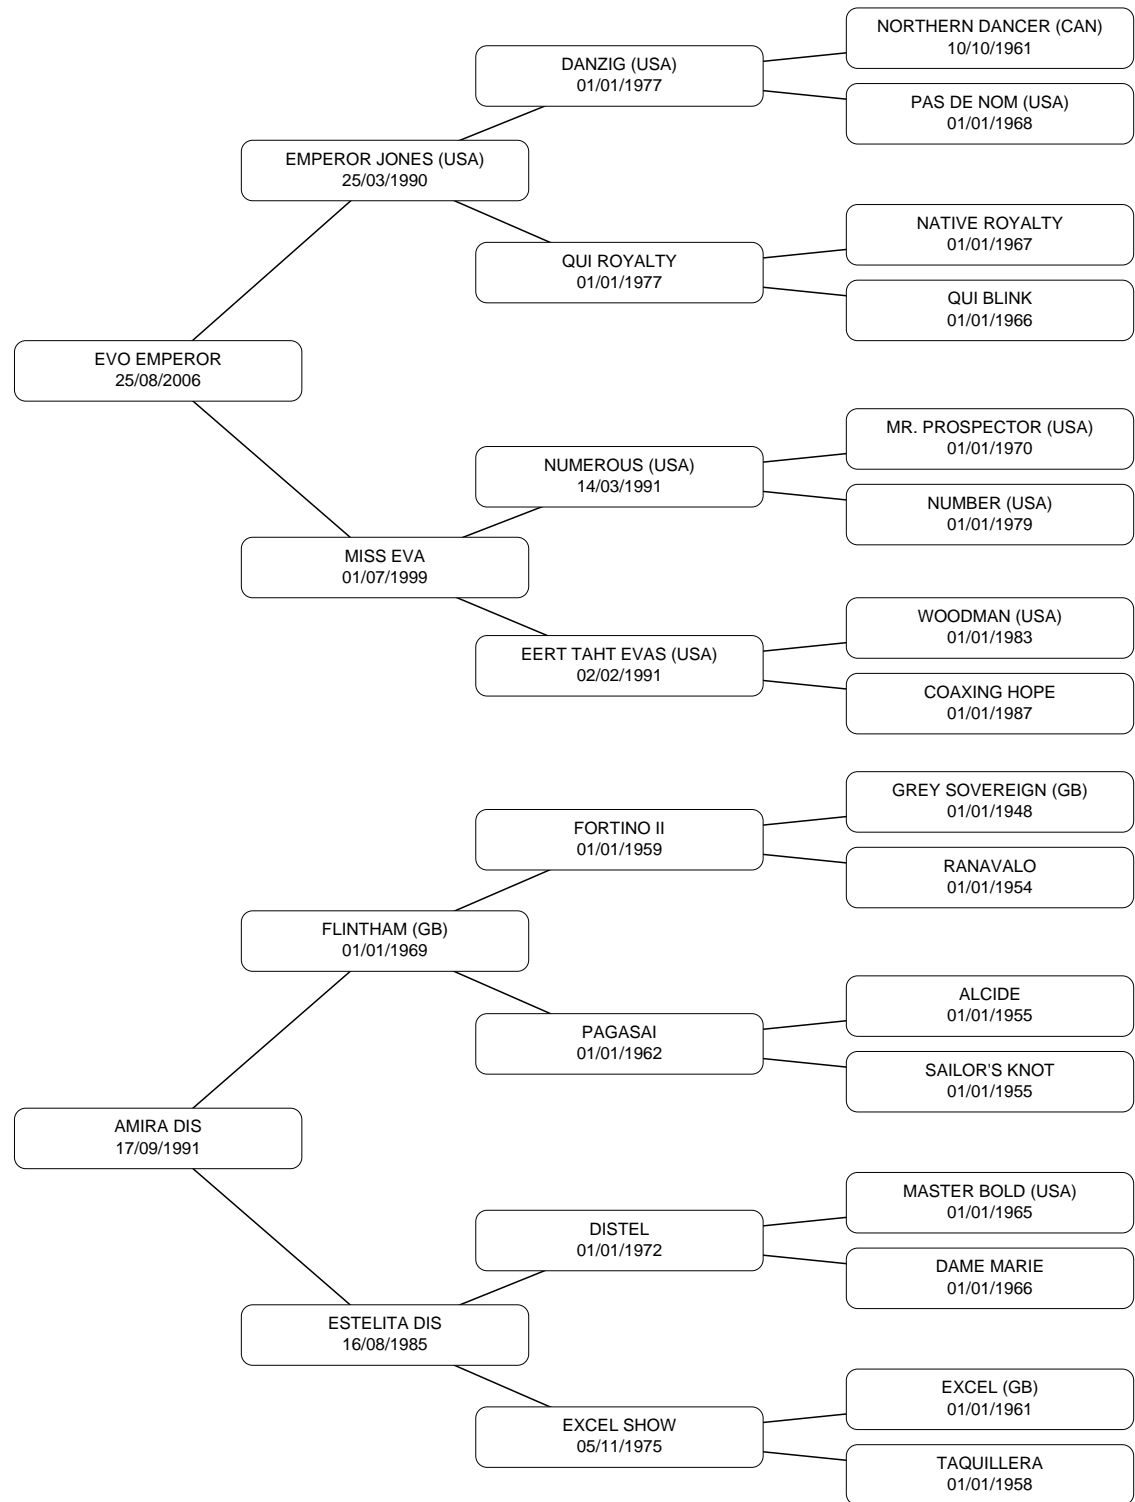 NORTHERN DANCER (CAN)
10/10/1961
DANZIG (USA)
01/01/1977
PAS DE NOM (USA)
01/01/1968
EMPEROR JONES (USA)
25/03/1990
NATIVE ROYALTY
01/01/1967
QUI ROYALTY
01/01/1977
QUI BLINK
01/01/1966
EVO EMPEROR
25/08/2006
MR. PROSPECTOR (USA)
01/01/1970
NUMEROUS (USA)
14/03/1991
NUMBER (USA)
01/01/1979
MISS EVA
01/07/1999
WOODMAN (USA)
01/01/1983
EERT TAHT EVAS (USA)
02/02/1991
COAXING HOPE
01/01/1987
GREY SOVEREIGN (GB)
01/01/1948
FORTINO II
01/01/1959
RANAVALO
01/01/1954
FLINTHAM (GB)
01/01/1969
ALCIDE
01/01/1955
PAGASAI
01/01/1962
SAILOR'S KNOT
01/01/1955
AMIRA DIS
17/09/1991
MASTER BOLD (USA)
01/01/1965
DISTEL
01/01/1972
DAME MARIE
01/01/1966
ESTELITA DIS
16/08/1985
EXCEL (GB)
01/01/1961
EXCEL SHOW
05/11/1975
TAQUILLERA
01/01/1958